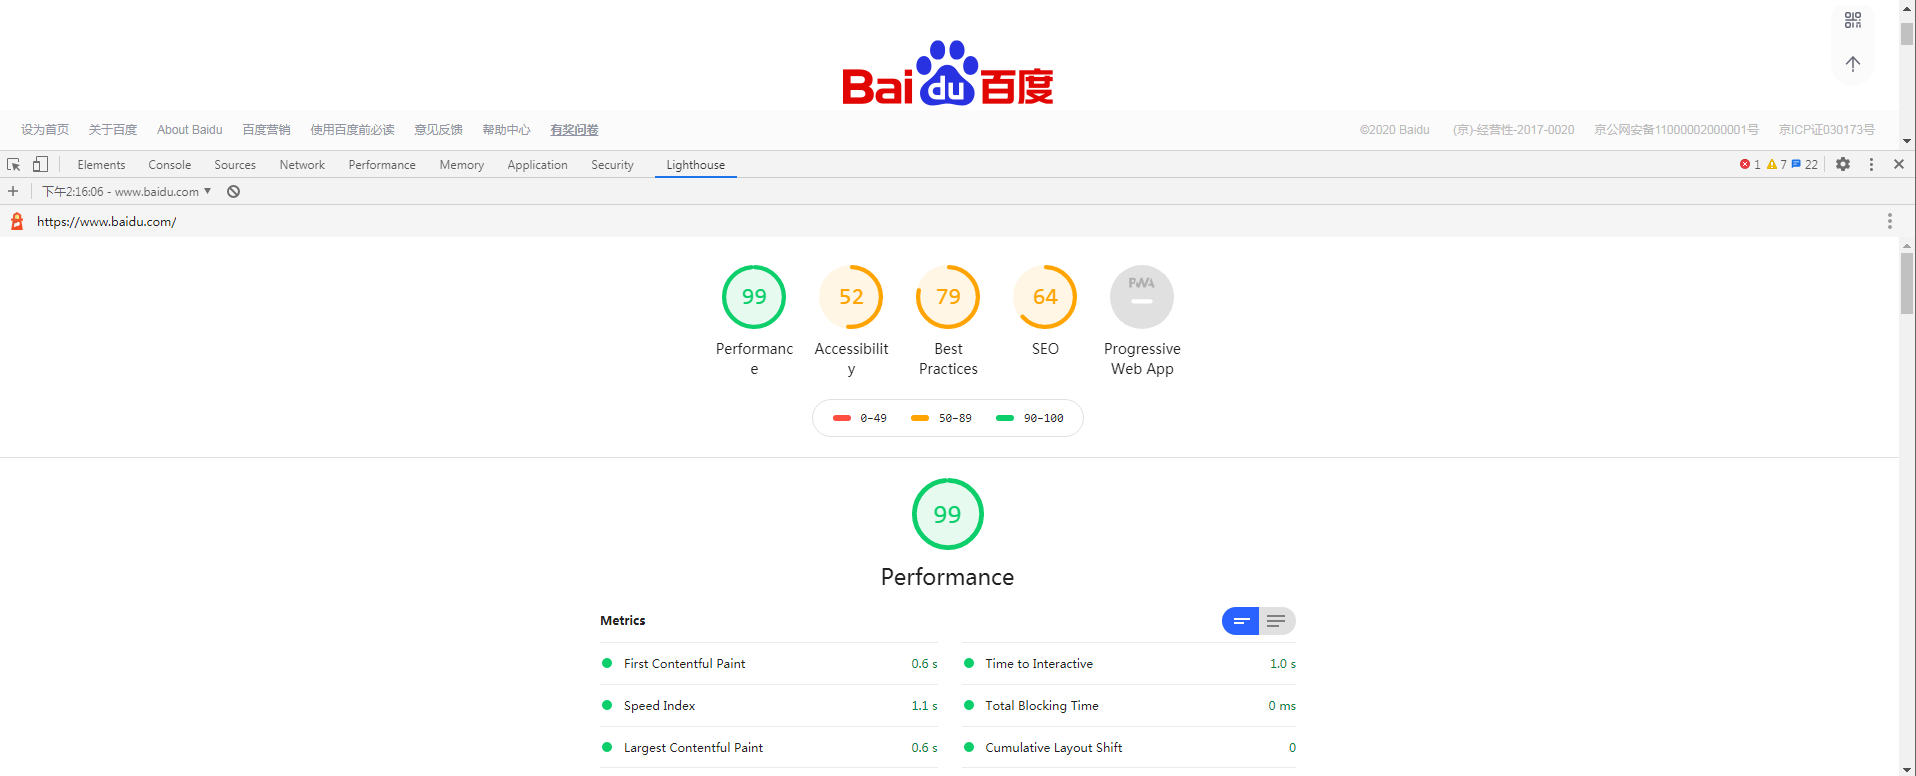 Baidu百度
设为首页 关于百度 About Baidu 百度营销 使用百度前必读 意见反馈 帮助中心 有奖问卷 ©2020 Baidu (京)-经营性-2017-0020 京公网安备11000002000001号 京ICP证030173号
Elements Console Sources Network Performance Memory Application Security Lighthouse 1 7 22
下午2:16:06 - www.baidu.com
https://www.baidu.com/
99 52 79 64 PWA
Performanc Accessibilit Best SEO Progressive
e y Practices Web App
0–49 50–89 90–100
99
Performance
Metrics
First Contentful Paint 0.6 s Time to Interactive 1.0 s
Speed Index 1.1 s Total Blocking Time 0 ms
Largest Contentful Paint 0.6 s Cumulative Layout Shift 0